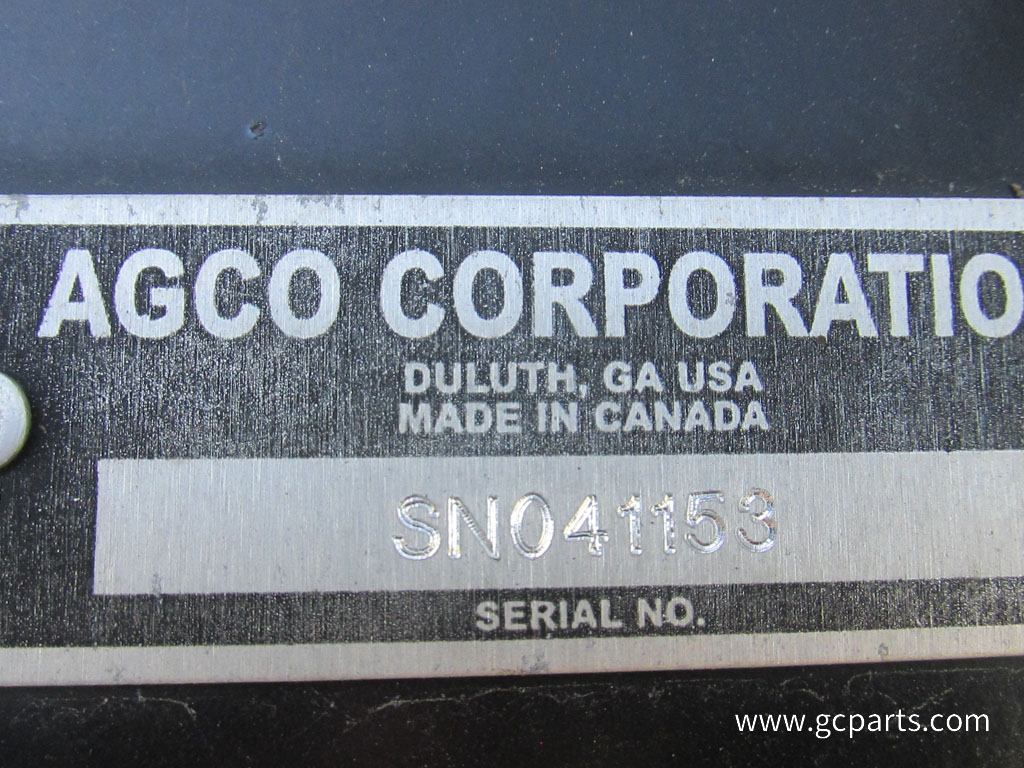 AGCO CORPORATIO
DULUTH, GA USA
MADE IN CANADA
SN041153
SERIAL NO.
www.gcparts.com